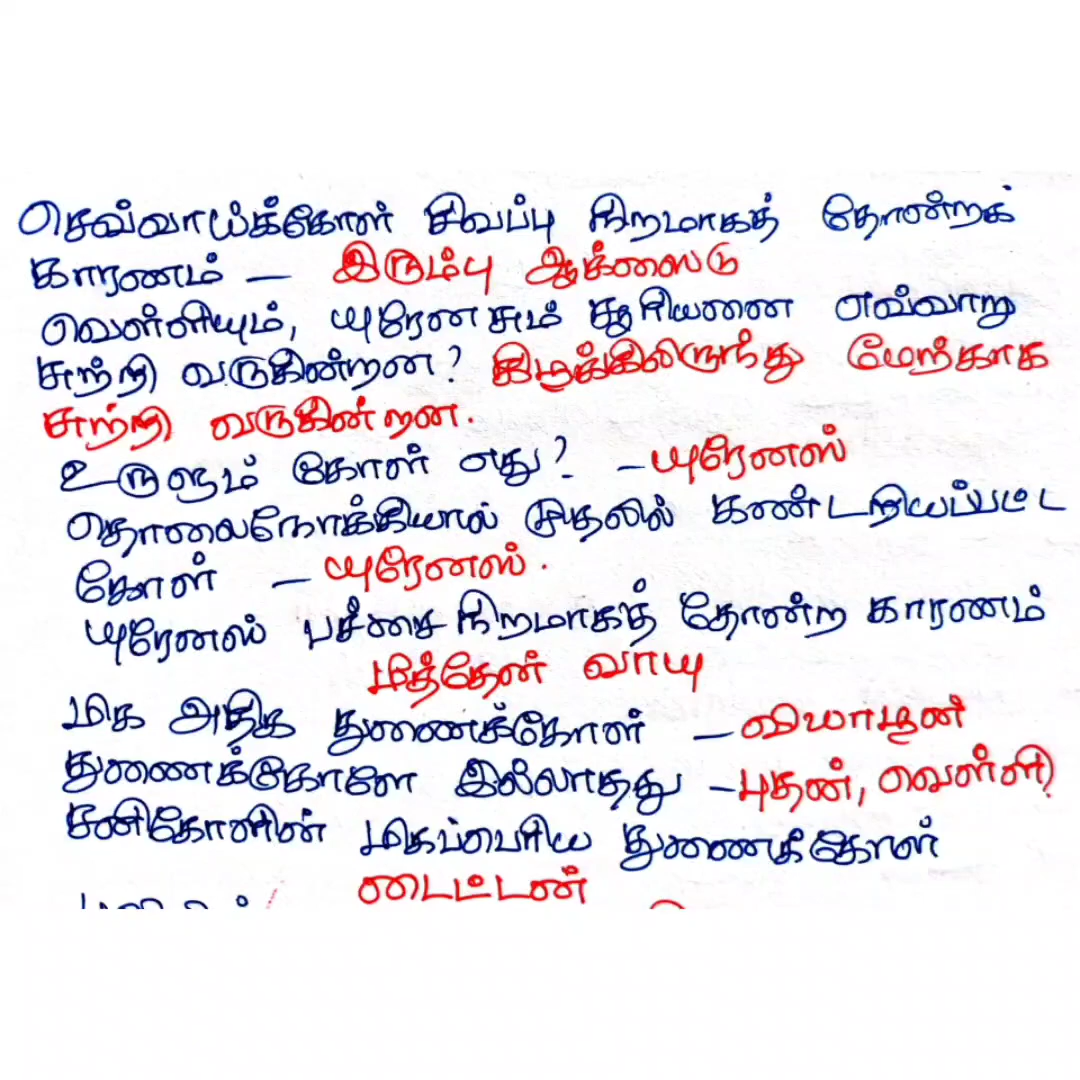 செவ்வாய்க்கோள் சிவப்பு நிறமாகத் தோன்றக்
காரணம் – இரும்பு ஆக்ஸைடு
வெள்ளியும், யுரேனசும் சூரியனை எவ்வாறு
சுற்றி வருகின்றன? கிழக்கிலிருந்து மேற்காக
சுற்றி வருகின்றன.
உருளும் கோள் எது? – யுரேனஸ்
தொலைநோக்கியால் முதலில் கண்டறியப்பட்ட
கோள் – யுரேனஸ்.
யுரேனஸ் பச்சை நிறமாகத் தோன்ற காரணம்
மீத்தேன் வாயு
மிக அதிக துணைக்கோள் – வியாழன்
துணைக்கோளே இல்லாதது – புதன், வெள்ளி
சனிகோளின் மிகப்பெரிய துணைக்கோள்
டைட்டன்